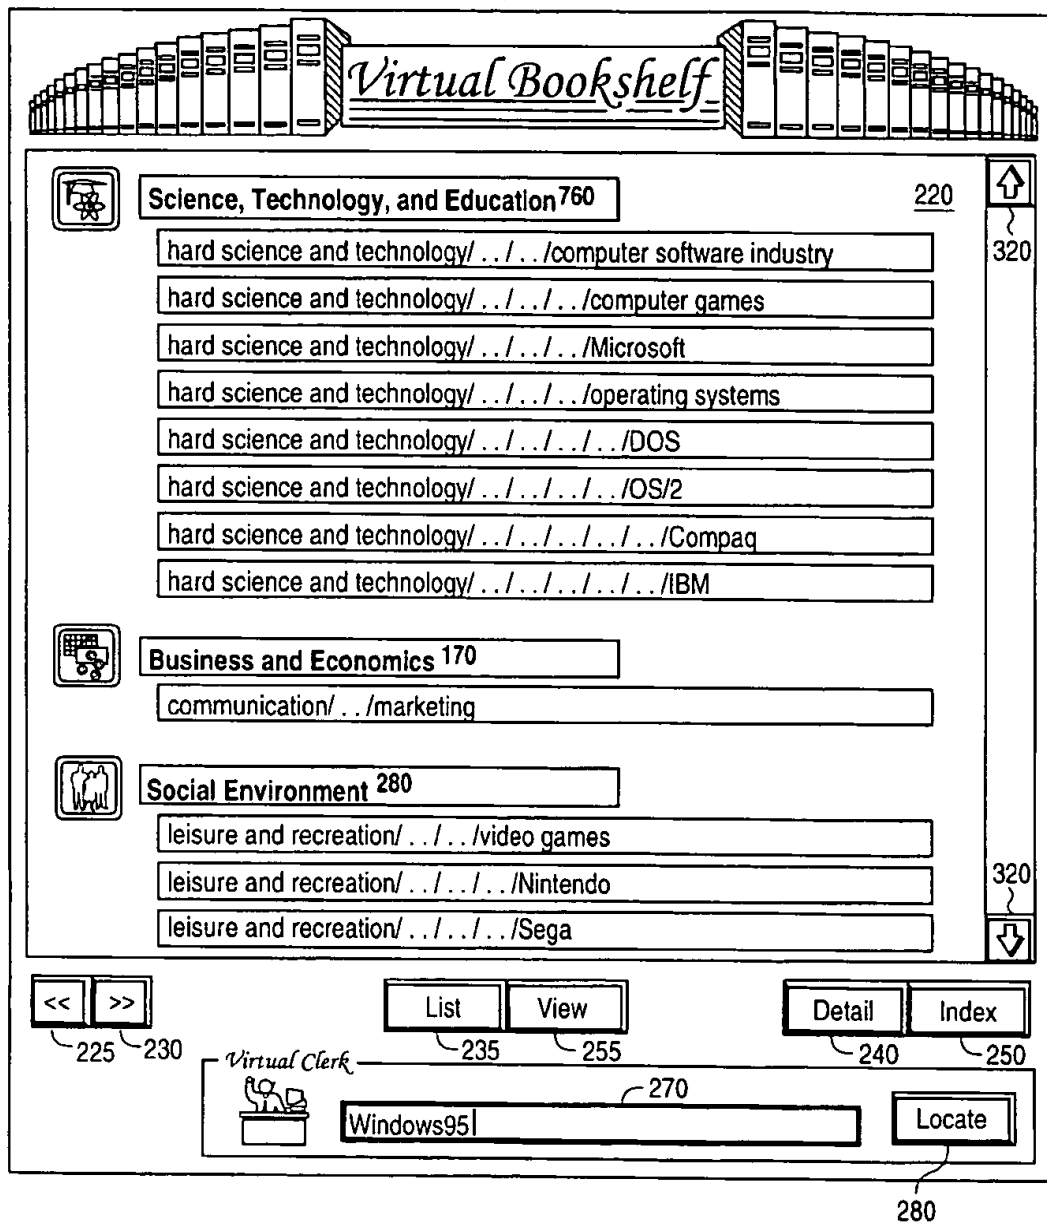 Virtual Bookshelf
Science, Technology, and Education 760
220
320
hard science and technology/ . . / . . /computer software industry
hard science and technology/ . . / . . / . . /computer games
hard science and technology/ . . / . . / . . /Microsoft
hard science and technology/ . . / . . / . . /operating systems
hard science and technology/ . . / . . / . . / . . /DOS
hard science and technology/ . . / . . / . . / . . /OS/2
hard science and technology/ . . / . . / . . / . . / . . /Compaq
hard science and technology/ . . / . . / . . / . . / . . /IBM
Business and Economics 170
communication/ . . /marketing
Social Environment 280
leisure and recreation/ . . / . . /video games
leisure and recreation/ . . / . . / . . /Nintendo
320
leisure and recreation/ . . / . . / . . /Sega
<< >> List View Detail Index
225 230 235 255 240 250
Virtual Clerk
270
Windows95
Locate
280